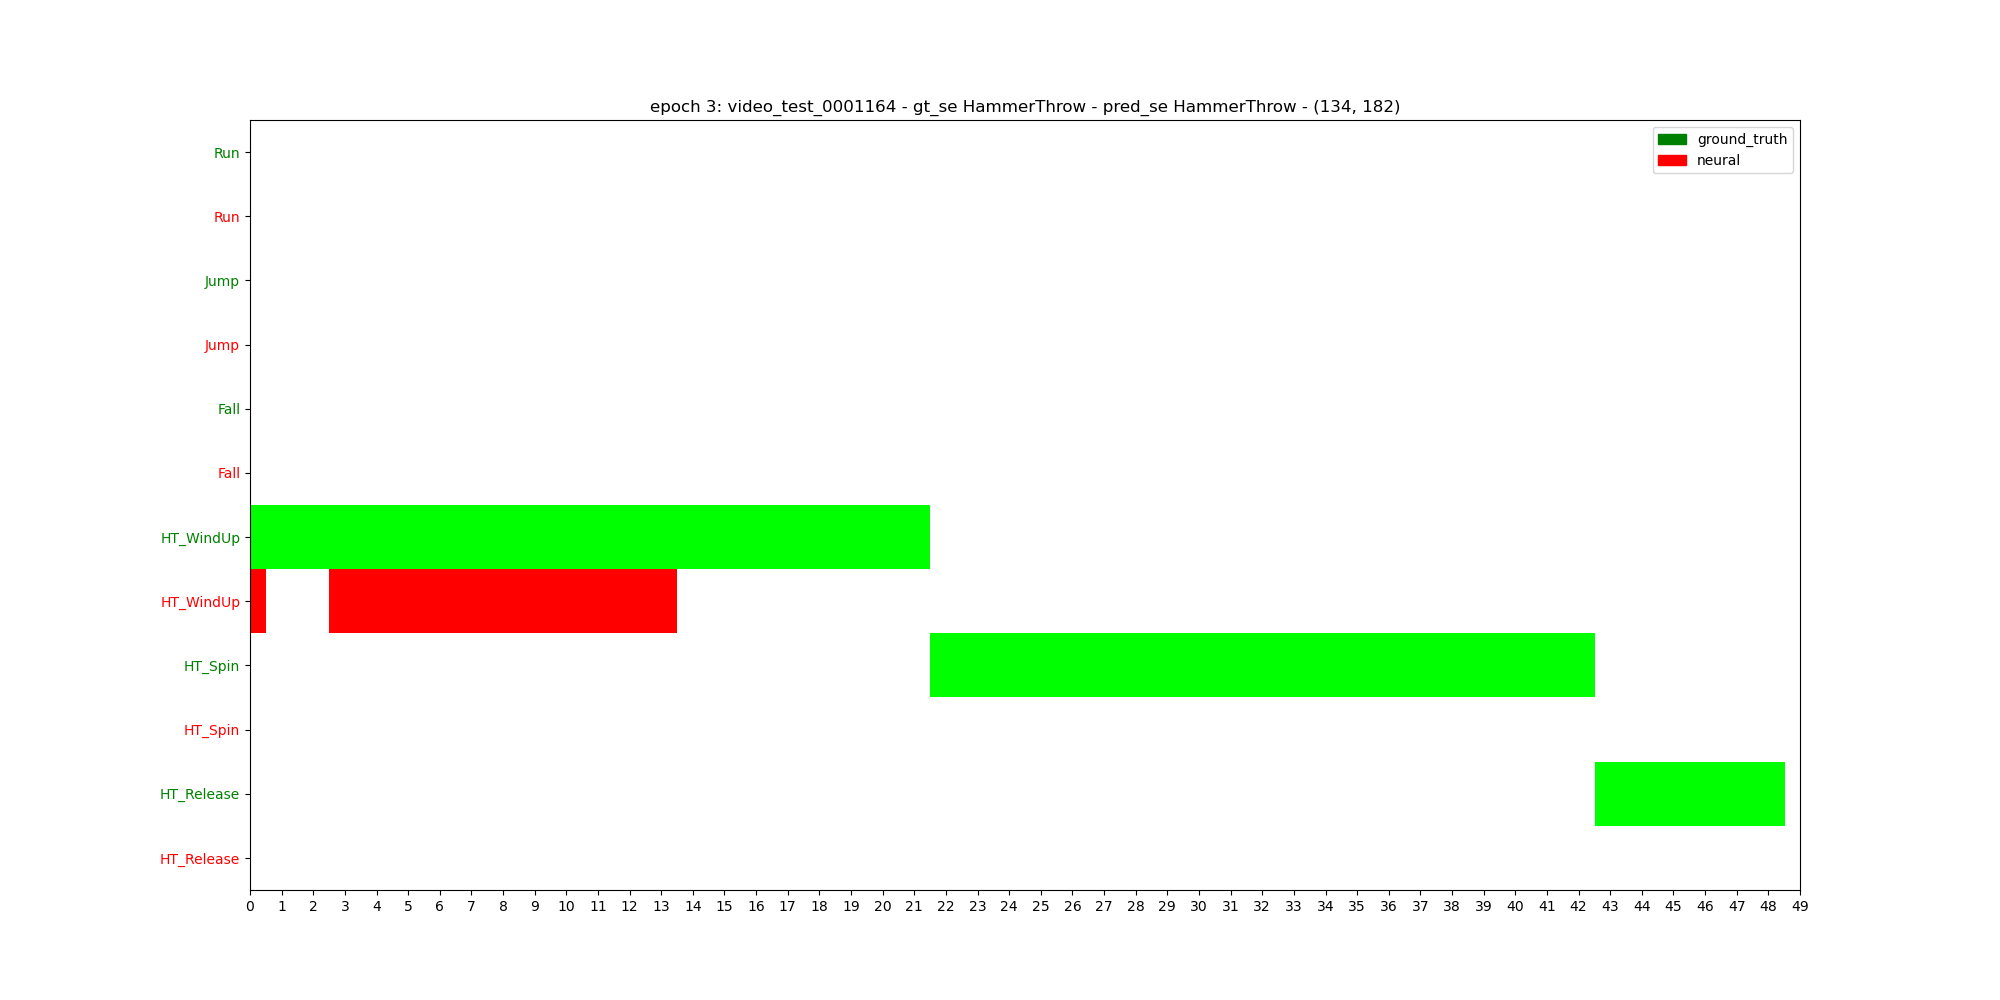 epoch 3: video_test_0001164 - gt_se HammerThrow - pred_se HammerThrow - (134, 182)
ground_truth
neural
Run
Run
Jump
Jump
Fall
Fall
HT_WindUp
HT_WindUp
HT_Spin
HT_Spin
HT_Release
HT_Release
0 1 2 3 4 5 6 7 8 9 10 11 12 13 14 15 16 17 18 19 20 21 22 23 24 25 26 27 28 29 30 31 32 33 34 35 36 37 38 39 40 41 42 43 44 45 46 47 48 49